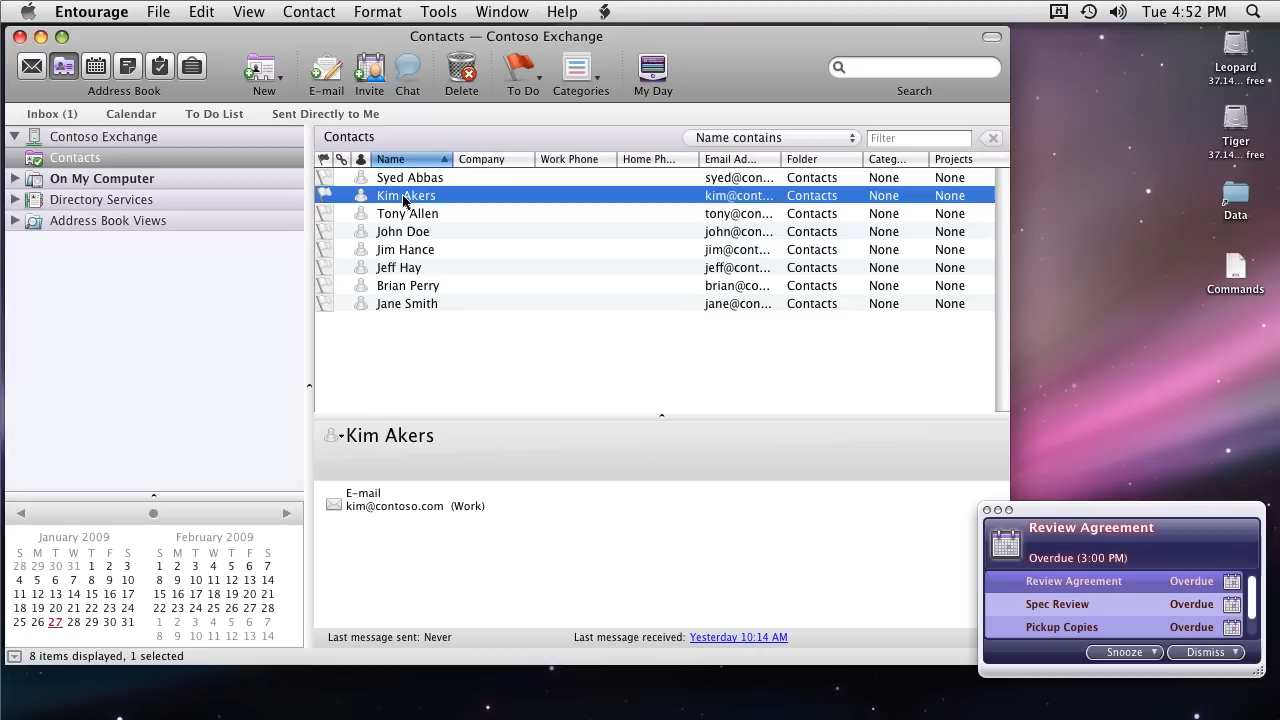 Entourage File Edit View Contact Format Tools Window Help Tue 4:52 PM
Contacts — Contoso Exchange
Address Book New E-mail Invite Chat Delete To Do Categories My Day Search
Inbox (1) Calendar To Do List Sent Directly to Me
Contoso Exchange
Contacts
On My Computer
Directory Services
Address Book Views
Contacts Name contains Filter
Name Company Work Phone Home Ph... Email Ad... Folder Categ... Projects
Syed Abbas syed@cont... Contacts None None
Kim Akers kim@cont... Contacts None None
Tony Allen tony@cont... Contacts None None
John Doe john@cont... Contacts None None
Jim Hance jim@cont... Contacts None None
Jeff Hay jeff@cont... Contacts None None
Brian Perry brian@co... Contacts None None
Jane Smith jane@con... Contacts None None
Kim Akers
E-mail
kim@contoso.com (Work)
Last message sent: Never Last message received: Yesterday 10:14 AM
January 2009
S M T W T F S
28 29 30 31 1 2 3
4 5 6 7 8 9 10
11 12 13 14 15 16 17
18 19 20 21 22 23 24
25 26 27 28 29 30 31
February 2009
S M T W T F S
1 2 3 4 5 6 7
8 9 10 11 12 13 14
15 16 17 18 19 20 21
22 23 24 25 26 27 28
1 2 3 4 5 6 7
8 9 10 11 12 13 14
8 items displayed, 1 selected
Leopard
37.14... free
Tiger
37.14... free
Data
Commands
Review Agreement
Overdue (3:00 PM)
Review Agreement Overdue
Spec Review Overdue
Pickup Copies Overdue
Snooze Dismiss